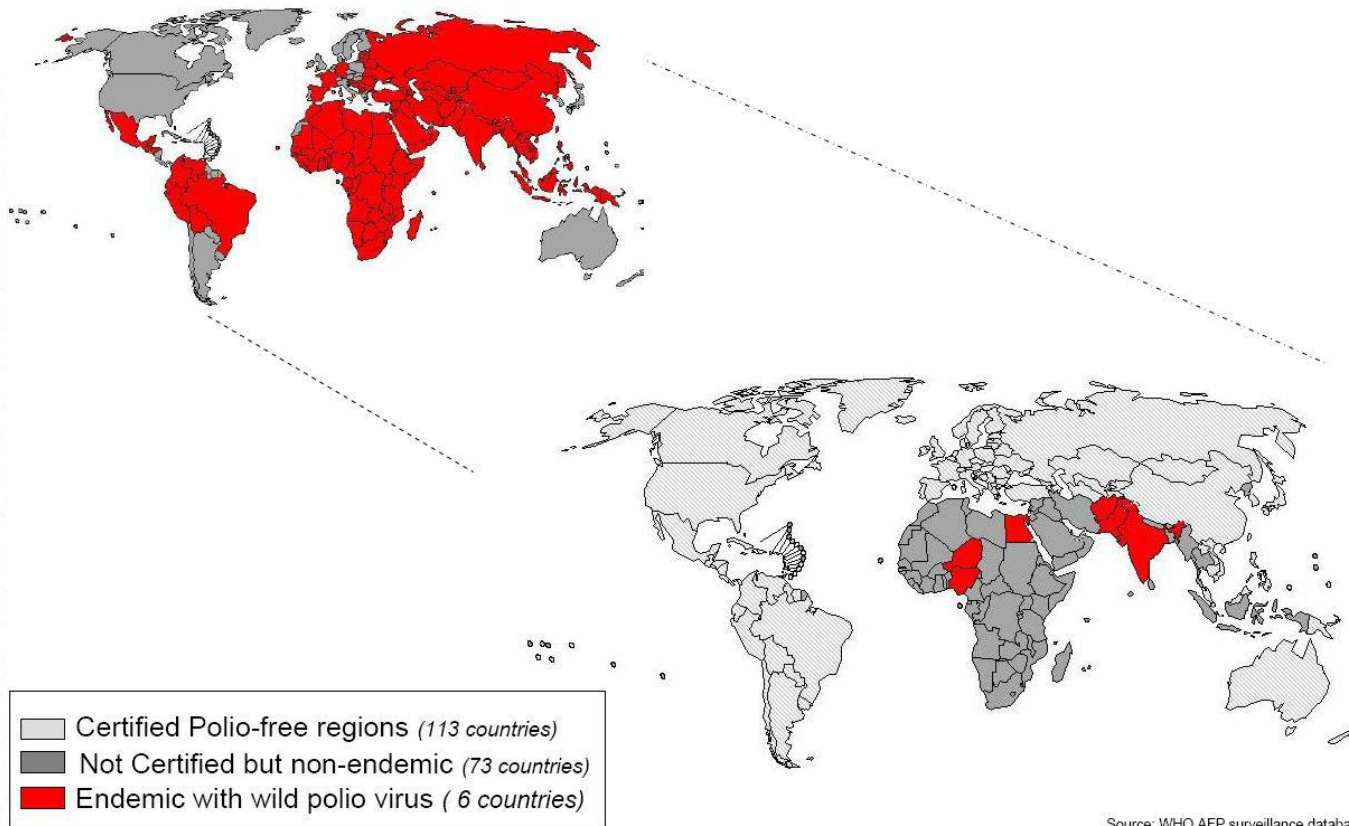 Certified Polio-free regions (113 countries)
Not Certified but non-endemic (73 countries)
Endemic with wild polio virus ( 6 countries)
Source: WHO AFP surveillance databa